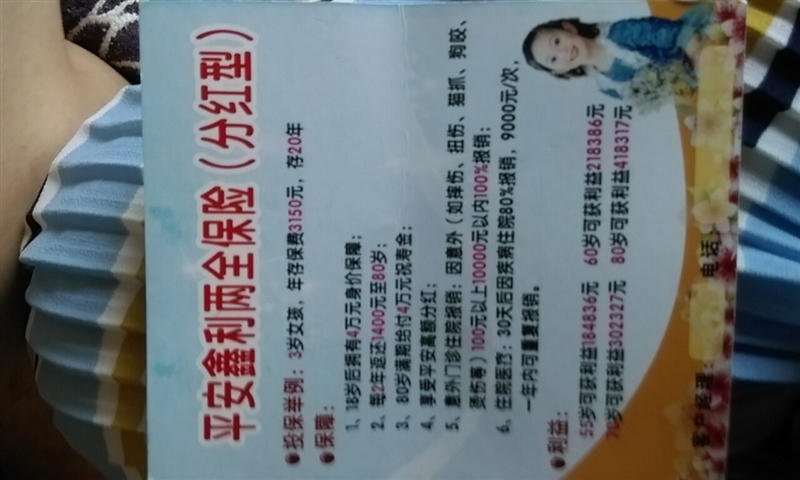 平安鑫利两全保险（分红型）
●投保举例：3岁女孩，年存保费3150元，存20年
●保障：
1、18岁后拥有4万元身价保障；
2、每2年返还1400元至80岁；
3、80岁满期给付4万元祝寿金；
4、享受平安高额分红；
5、意外门诊住院报销：因意外（如摔伤、扭伤、猫抓、狗咬、
烫伤等）100元以上10000元以内100%报销；
6、住院医疗：30天后因疾病住院80%报销，9000元/次，
一年内可重复报销。
●利益：
55岁可获利益184836元 60岁可获利益218386元
70岁可获利益302327元 80岁可获利益418317元
客户经理： 电话：